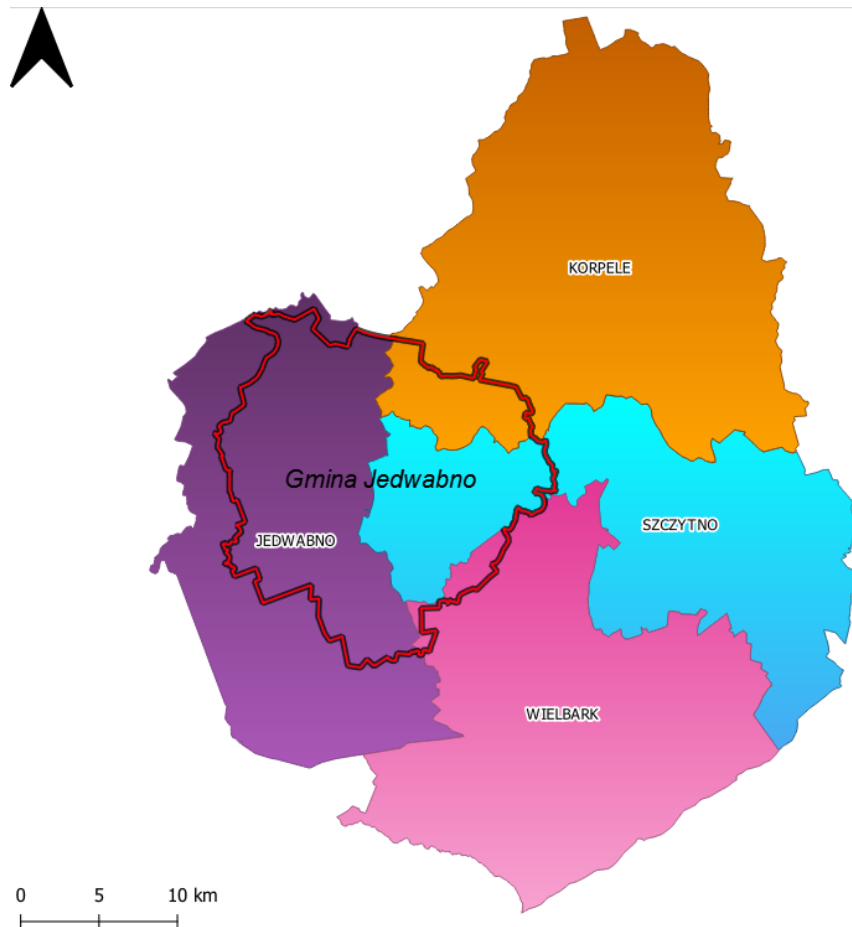 KORPELE
Gmina Jedwabno
SZCZYTNO
JEDWABNO
WIELBARK
0 5 10 km